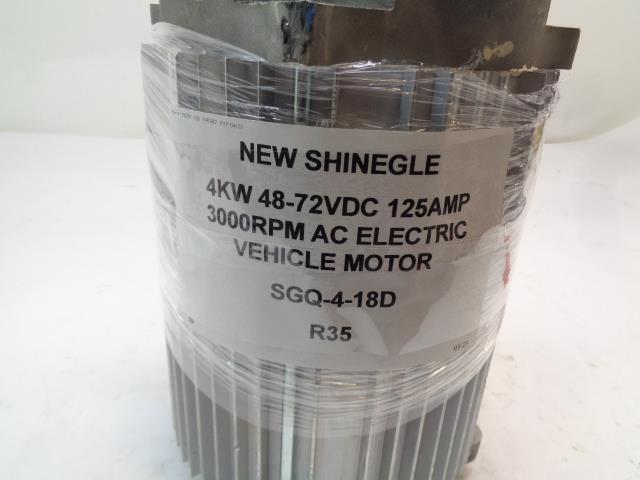 NEW SHINEGLE
4KW 48-72VDC 125AMP
3000RPM AC ELECTRIC
VEHICLE MOTOR
SGQ-4-18D
R35